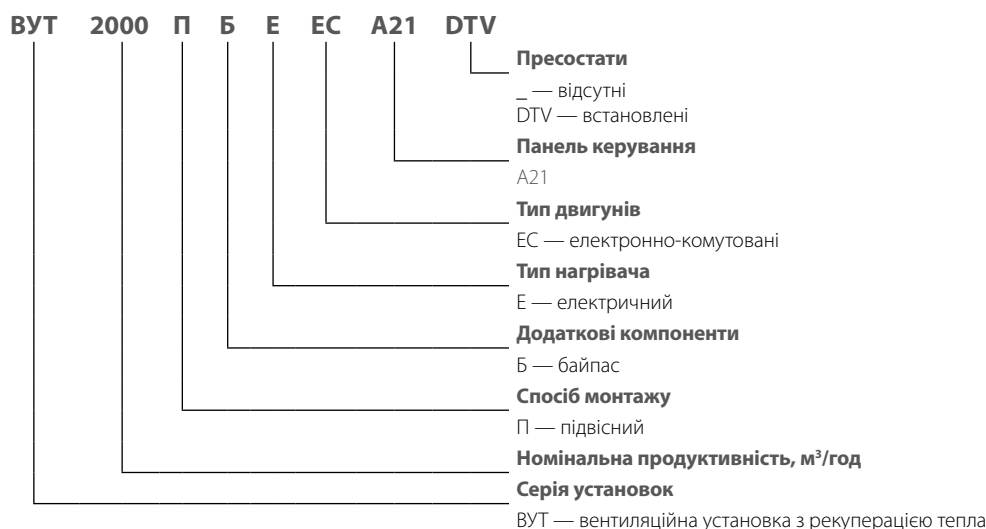 ВУТ 2000 П Б Е ЕС А21 DTV
Пресостати
_ — відсутні
DTV — встановлені
Панель керування
А21
Тип двигунів
ЕС — електронно-комутовані
Тип нагрівача
Е — електричний
Додаткові компоненти
Б — байпас
Спосіб монтажу
П — підвісний
Номінальна продуктивність, м³/год
Серія установок
ВУТ — вентиляційна установка з рекуперацією тепла